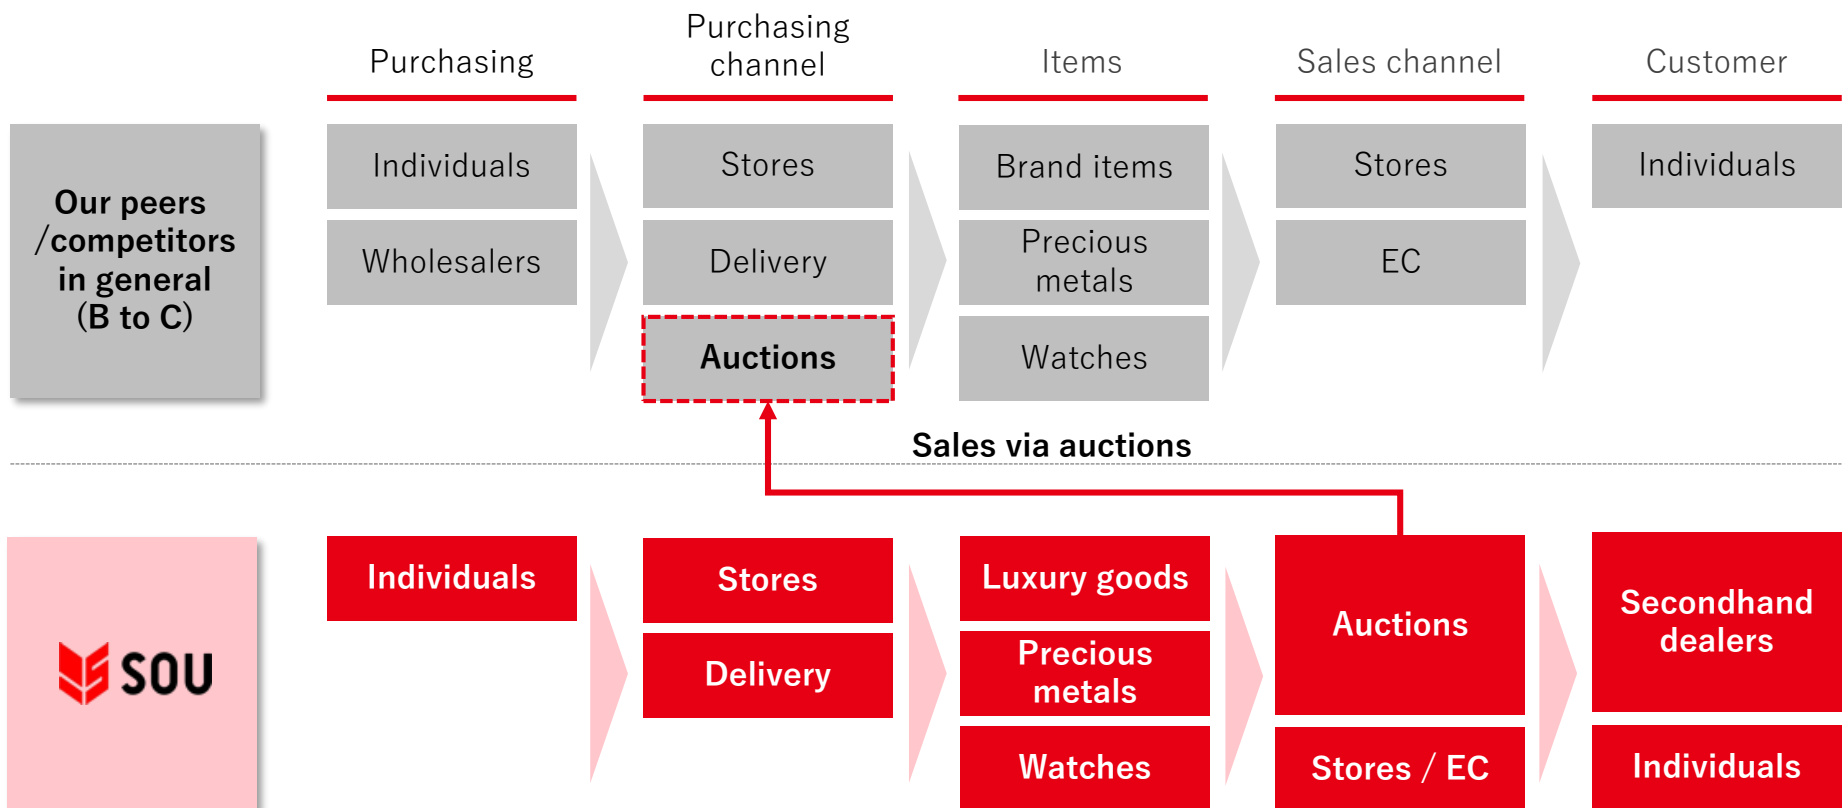 Purchasing
Purchasing
channel
Items
Sales channel
Customer
Our peers
/competitors
in general
(B to C)
Individuals
Wholesalers
Stores
Delivery
Auctions
Brand items
Precious
metals
Watches
Stores
EC
Individuals
Sales via auctions
SOU
Individuals
Stores
Delivery
Luxury goods
Precious
metals
Watches
Auctions
Stores / EC
Secondhand
dealers
Individuals